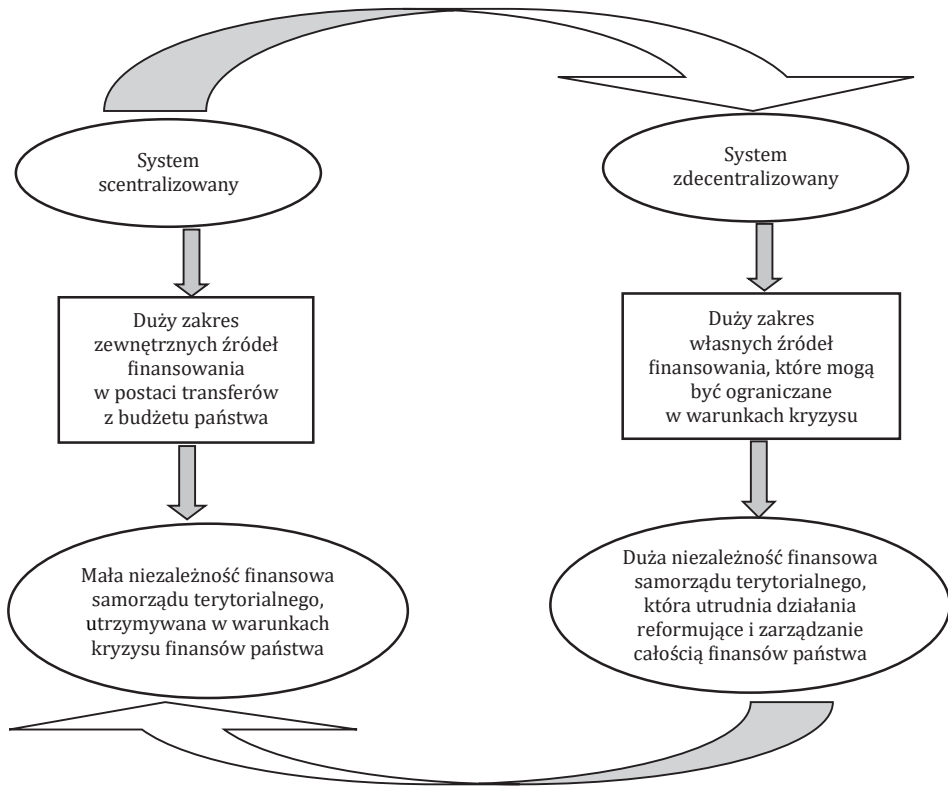 System
scentralizowany
System
zdecentralizowany
Duży zakres
zewnętrznych źródeł
finansowania
w postaci transferów
z budżetu państwa
Duży zakres
własnych źródeł
finansowania, które mogą
być ograniczane
w warunkach kryzysu
Mała niezależność finansowa
samorządu terytorialnego,
utrzymywana w warunkach
kryzysu finansów państwa
Duża niezależność finansowa
samorządu terytorialnego,
która utrudnia działania
reformujące i zarządzanie
całością finansów państwa